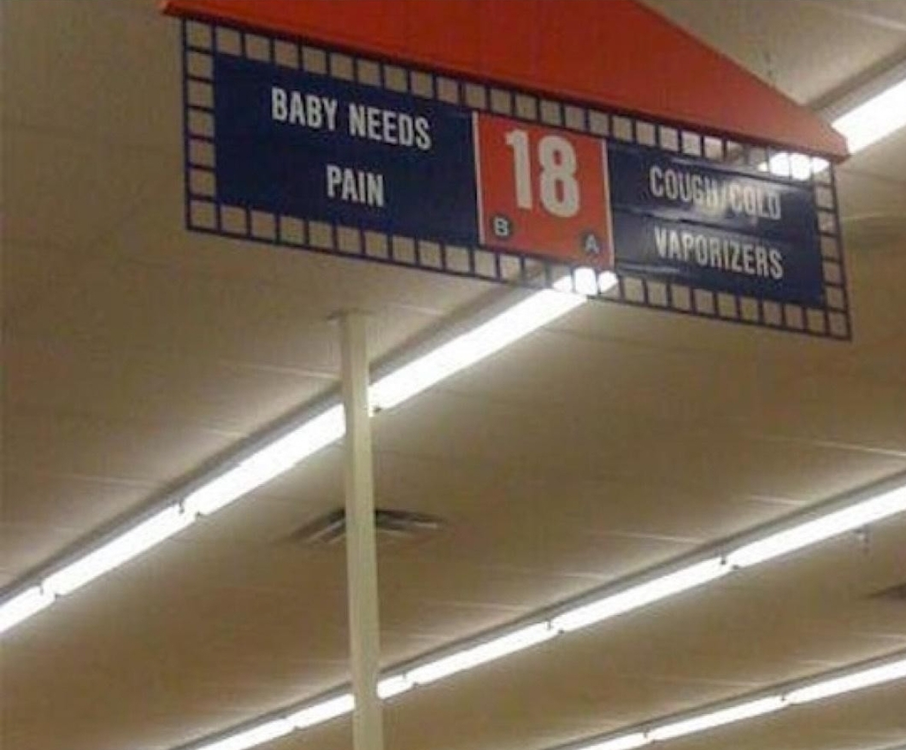 BABY NEEDS
PAIN
18
B
A
COUGH/COLD
VAPORIZERS